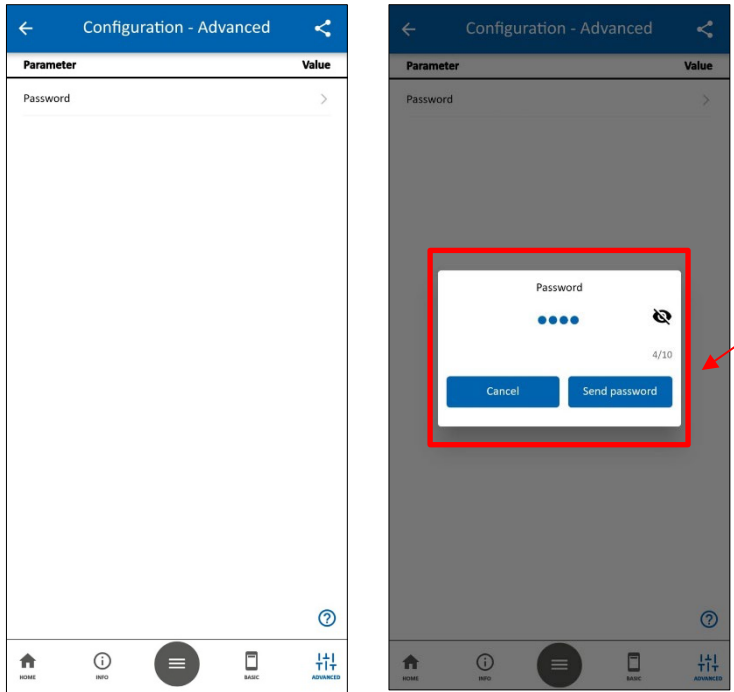 Configuration - Advanced
Parameter Value
Password
HOME INFO BASIC ADVANCED
Configuration - Advanced
Parameter Value
Password
Password
4/10
Cancel Send password
HOME INFO BASIC ADVANCED